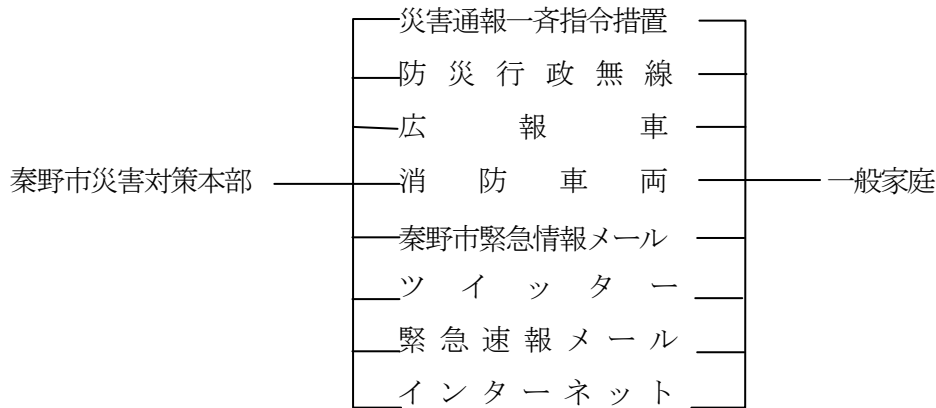 災害通報一斉指令措置
防災行政無線
広報車
秦野市災害対策本部 消防車両 一般家庭
秦野市緊急情報メール
ツイッター
緊急速報メール
インターネット